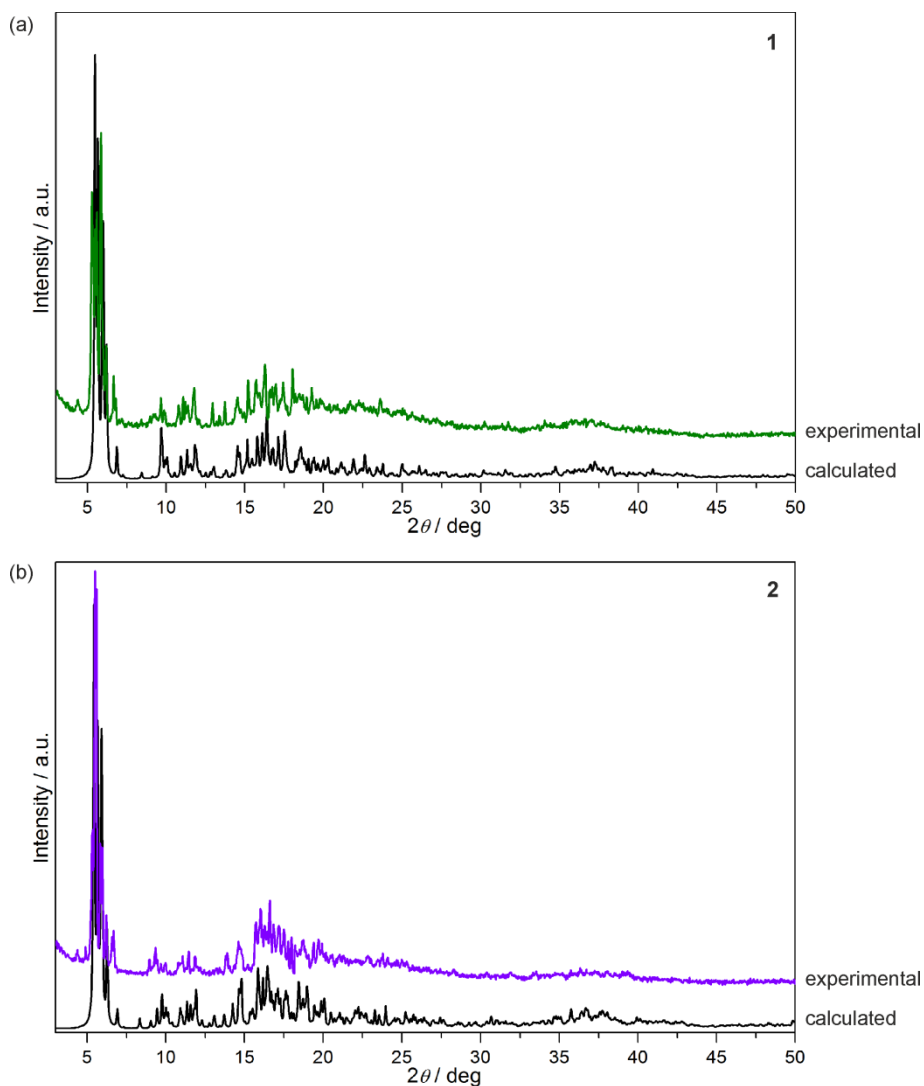 (a)
1
Intensity / a.u.
experimental
calculated
5 10 15 20 25 30 35 40 45 50
2θ / deg
(b)
2
Intensity / a.u.
experimental
calculated
5 10 15 20 25 30 35 40 45 50
2θ / deg